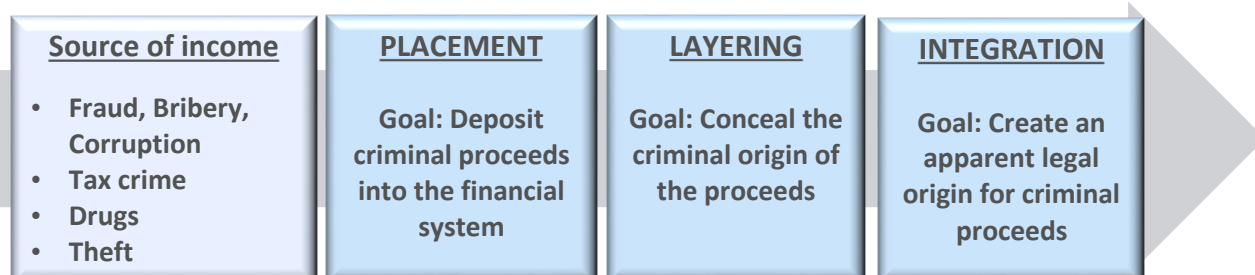 Source of income
• Fraud, Bribery,
Corruption
• Tax crime
• Drugs
• Theft
PLACEMENT
Goal: Deposit
criminal proceeds
into the financial
system
LAYERING
Goal: Conceal the
criminal origin of
the proceeds
INTEGRATION
Goal: Create an
apparent legal
origin for criminal
proceeds